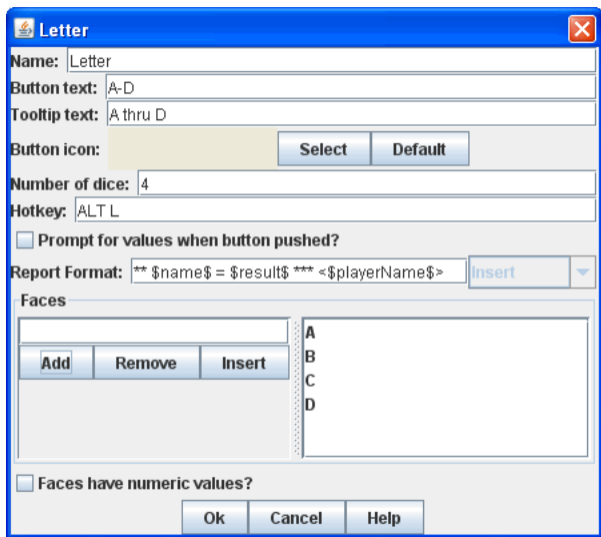 Letter
Name: Letter
Button text: A-D
Tooltip text: A thru D
Button icon: Select Default
Number of dice: 4
Hotkey: ALT L
Prompt for values when button pushed?
Report Format: ** $name$ = $result$ *** <$playerName$> Insert
Faces
Add Remove Insert
A
B
C
D
Faces have numeric values?
Ok Cancel Help